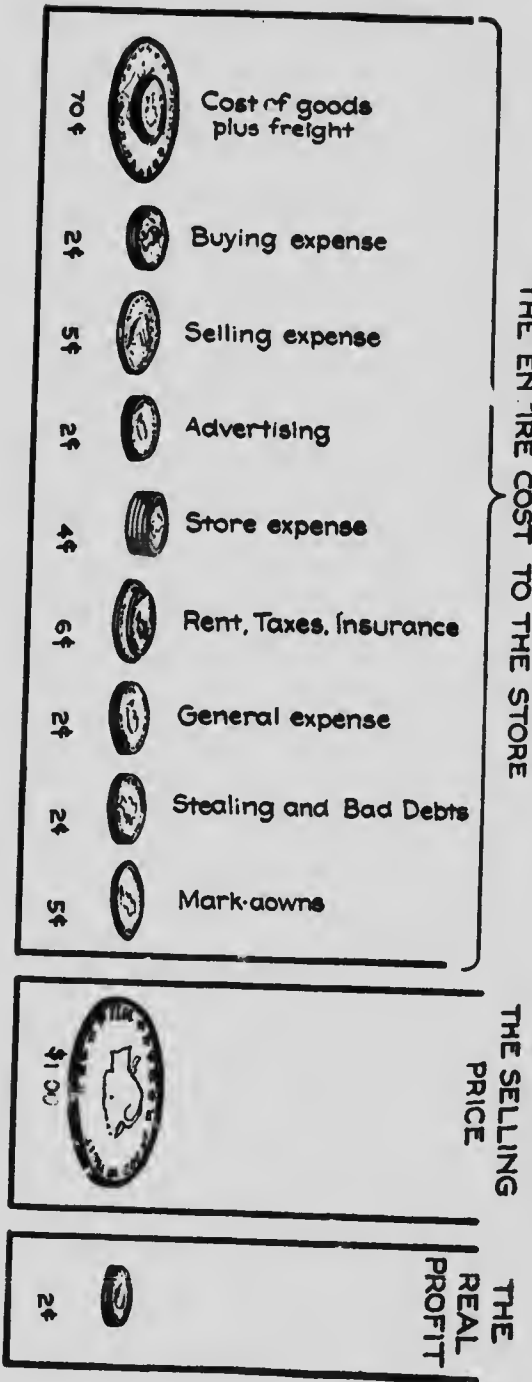 THE ENTIRE COST TO THE STORE
70¢ Cost of goods
plus freight
2¢ Buying expense
5¢ Selling expense
2¢ Advertising
4¢ Store expense
6¢ Rent, Taxes, Insurance
2¢ General expense
2¢ Stealing and Bad Debts
5¢ Mark-downs
THE SELLING
PRICE
$1.00
THE
REAL
PROFIT
2¢